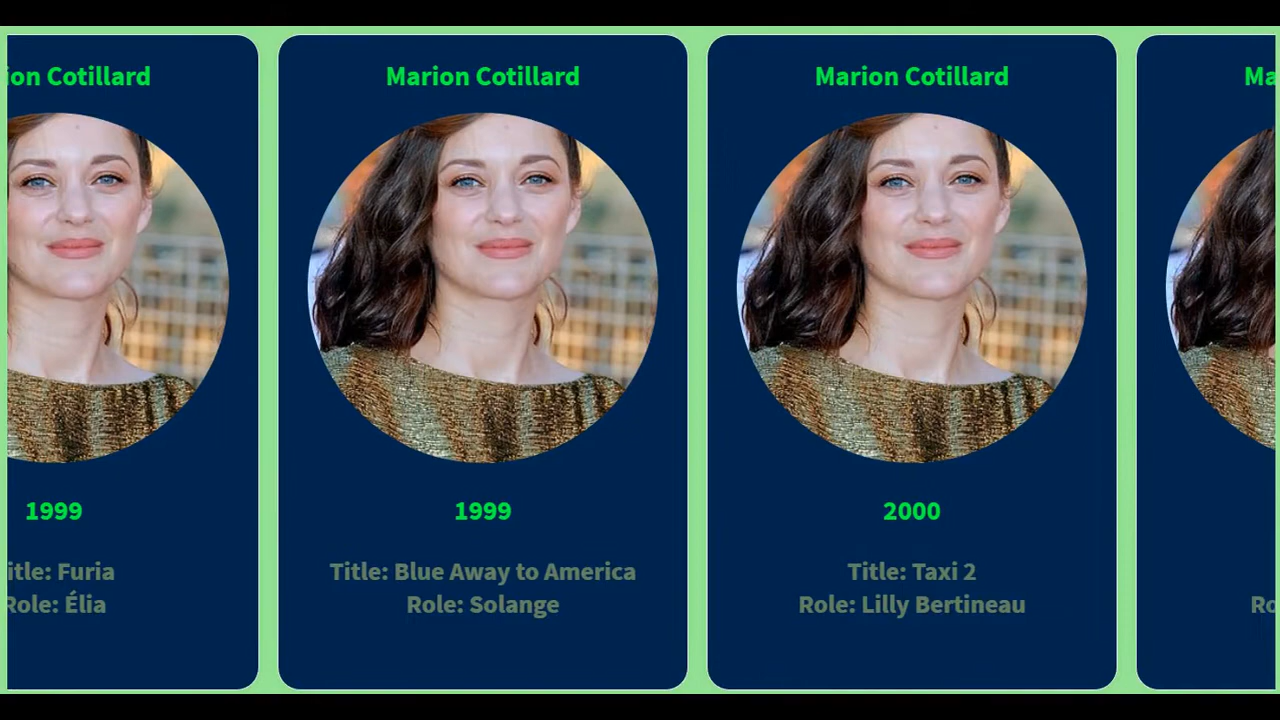 ion Cotillard
1999
itle: Furia
Role: Élia
Marion Cotillard
1999
Title: Blue Away to America
Role: Solange
Marion Cotillard
2000
Title: Taxi 2
Role: Lilly Bertineau
Ma
Ro